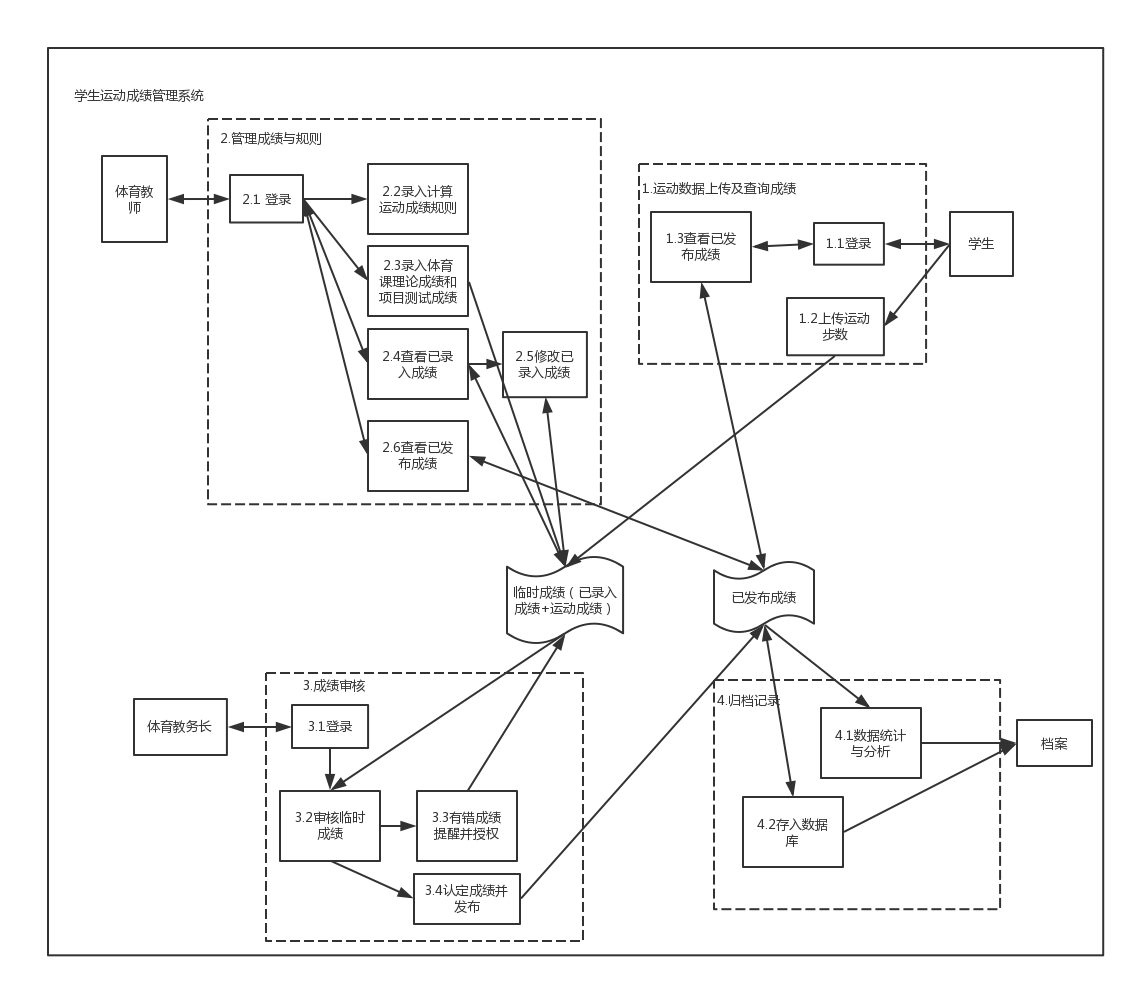 学生运动成绩管理系统
2.管理成绩与规则
体育教
师
2.1 登录
2.2录入计算
运动成绩规则
2.3录入体育
课理论成绩和
项目测试成绩
2.4查看已录
入成绩
2.5修改已
录入成绩
2.6查看已发
布成绩
1.运动数据上传及查询成绩
1.3查看已发
布成绩
1.1登录
学生
1.2上传运动
步数
临时成绩（已录入
成绩+运动成绩）
已发布成绩
3.成绩审核
体育教务长
3.1登录
3.2审核临时
成绩
3.3有错成绩
提醒并授权
3.4认定成绩并
发布
4.归档记录
4.1数据统计
与分析
档案
4.2存入数据
库